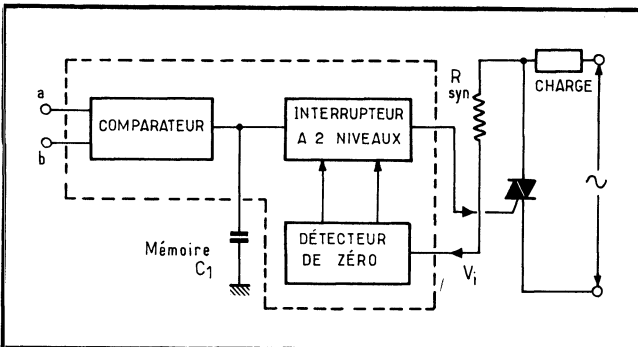 a
b
COMPARATEUR
INTERRUPTEUR
A 2 NIVEAUX
Mémoire
C1
DÉTECTEUR
DE ZÉRO
Vi
R
syn
CHARGE